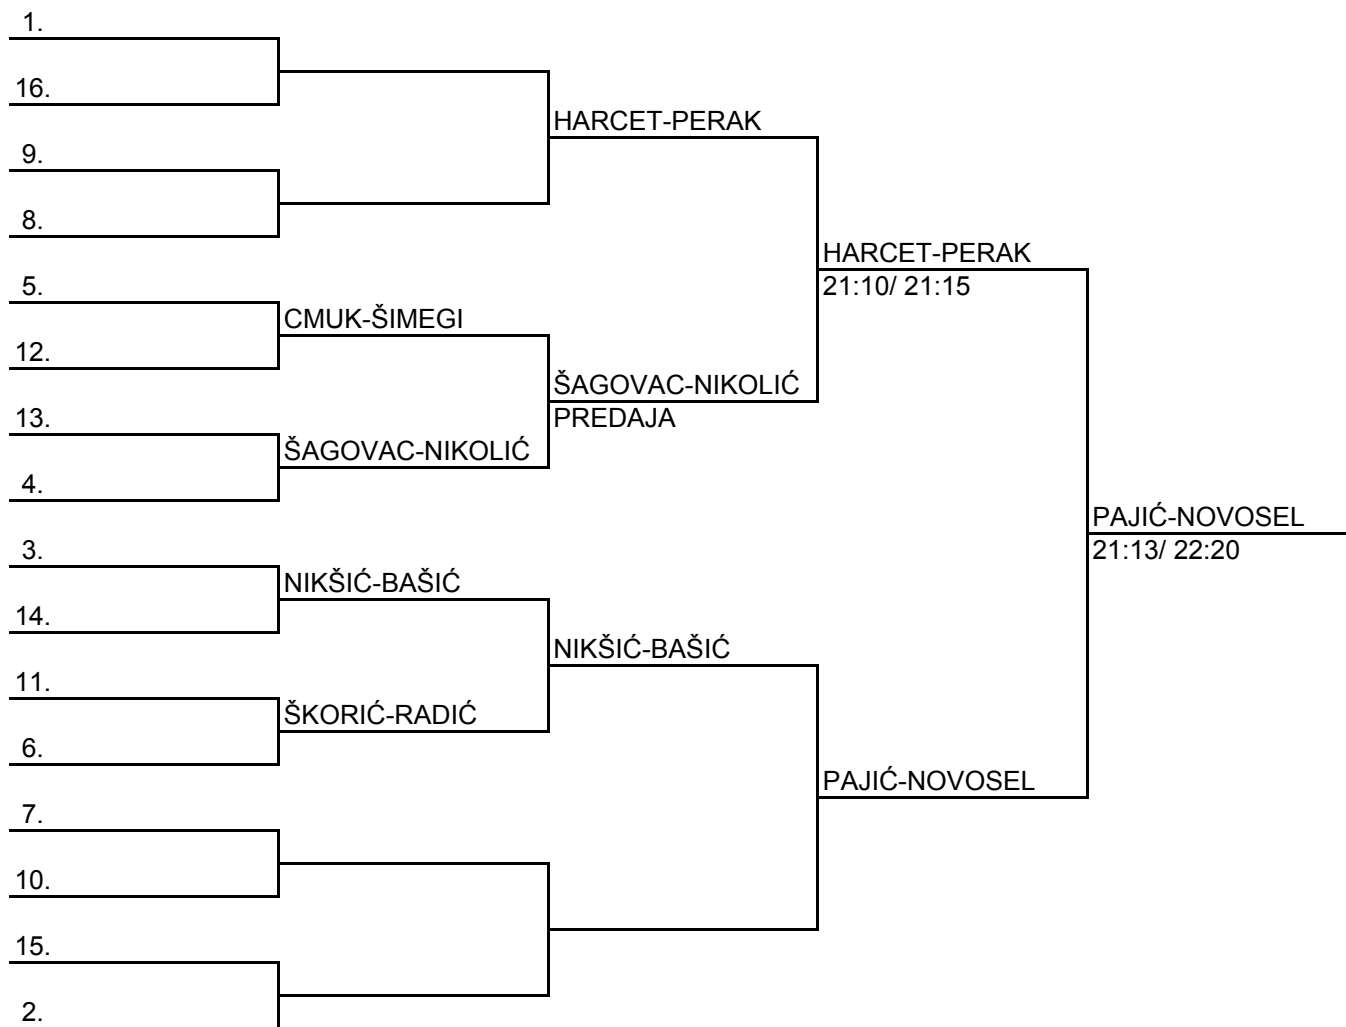 1.
16.
HARCET-PERAK
9.
8.
HARCET-PERAK
21:10/ 21:15
5.
CMUK-ŠIMEGI
12.
ŠAGOVAC-NIKOLIĆ
PREDAJA
13.
ŠAGOVAC-NIKOLIĆ
4.
PAJIĆ-NOVOSEL
21:13/ 22:20
3.
NIKŠIĆ-BAŠIĆ
14.
NIKŠIĆ-BAŠIĆ
11.
ŠKORIĆ-RADIĆ
6.
PAJIĆ-NOVOSEL
7.
10.
15.
2.